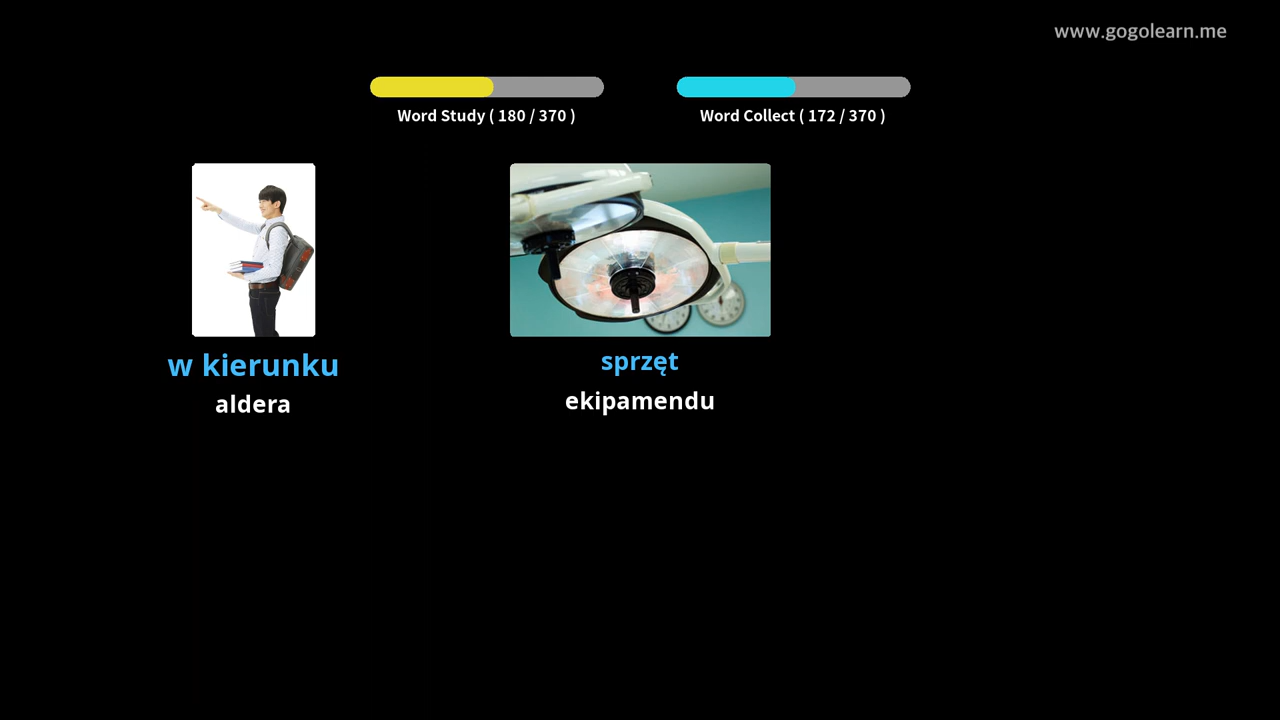 www.gogolearn.me
Word Study ( 180 / 370 )
Word Collect ( 172 / 370 )
w kierunku
aldera
sprzęt
ekipamendu